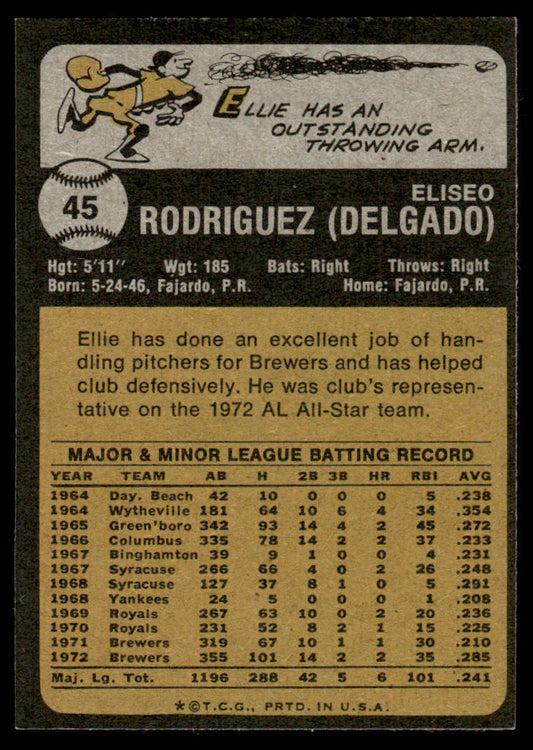 ELLIE HAS AN
OUTSTANDING
THROWING ARM.
45
ELISEO
RODRIGUEZ (DELGADO)
Hgt: 5'11" Wgt: 185 Bats: Right Throws: Right
Born: 5-24-46, Fajardo, P.R. Home: Fajardo, P.R.
Ellie has done an excellent job of han-
dling pitchers for Brewers and has helped
club defensively. He was club's represen-
tative on the 1972 AL All-Star team.
MAJOR & MINOR LEAGUE BATTING RECORD
YEAR TEAM AB H 2B 3B HR RBI AVG
1964 Day. Beach 42 10 0 0 0 5 .238
1964 Wytheville 181 64 10 6 4 34 .354
1965 Green'boro 342 93 14 4 2 45 .272
1966 Columbus 335 78 14 2 2 37 .233
1967 Binghamton 39 9 1 0 0 4 .231
1967 Syracuse 266 66 4 0 2 26 .248
1968 Syracuse 127 37 8 1 0 5 .291
1968 Yankees 24 5 0 0 0 1 .208
1969 Royals 267 63 10 0 2 20 .236
1970 Royals 231 52 8 2 1 15 .225
1971 Brewers 319 67 10 1 1 30 .210
1972 Brewers 355 101 14 2 2 35 .285
Maj. Lg. Tot. 1196 288 42 5 6 101 .241
*©T.C.G., PRTD. IN U.S.A.